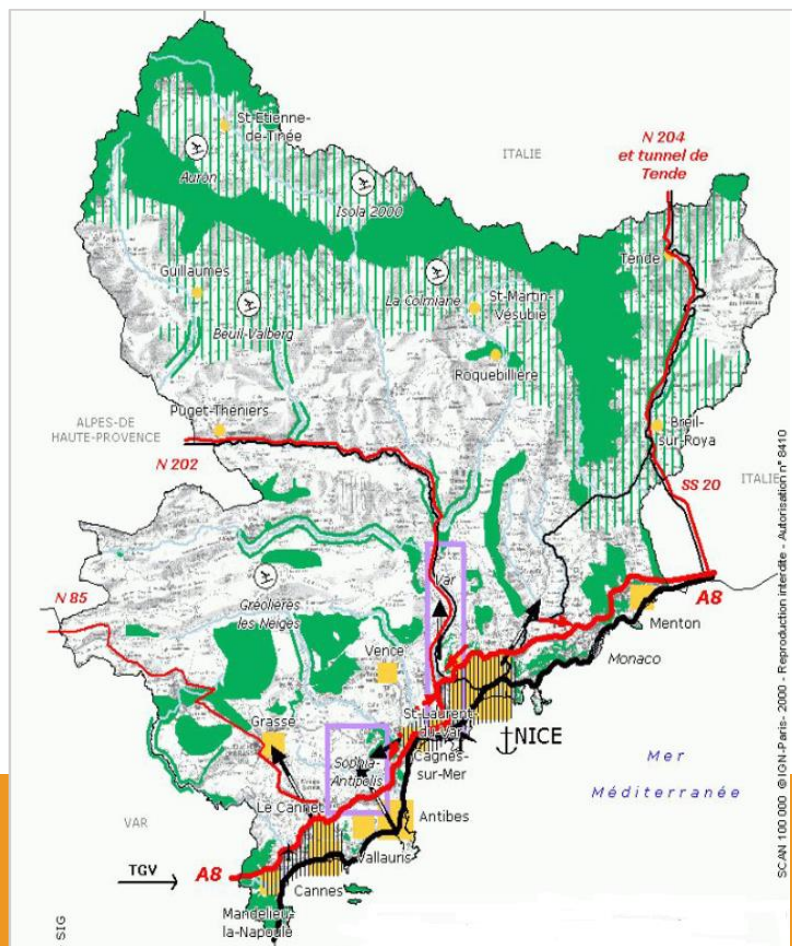 St-Etienne-
de-Tinée
N 204
et tunnel de
Tende
ITALIE
Auron
Isola 2000
Tende
Guillaumes
La Colmiane
St-Martin-
Vésubie
Beuil-Valberg
Roquebillière
Puget-Théniers
ALPES-DE
HAUTE-PROVENCE
Breil-
sur-Roya
N 202
SS 20
ITALIE
Var
N 85
Gréolières
les Neiges
A8
Menton
Monaco
Vence
Grasse
St-Laurent-
du-Var
NICE
Sophia-
Antipolis
Cagnes-
sur-Mer
Mer
Méditerranée
Le Cannet
Antibes
VAR
Vallauris
TGV
A8
Cannes
Mandelieu-
la-Napoule
SIG
SCAN 100 000 ©IGN-Paris- 2000 - Reproduction interdite - Autorisation n° 8410